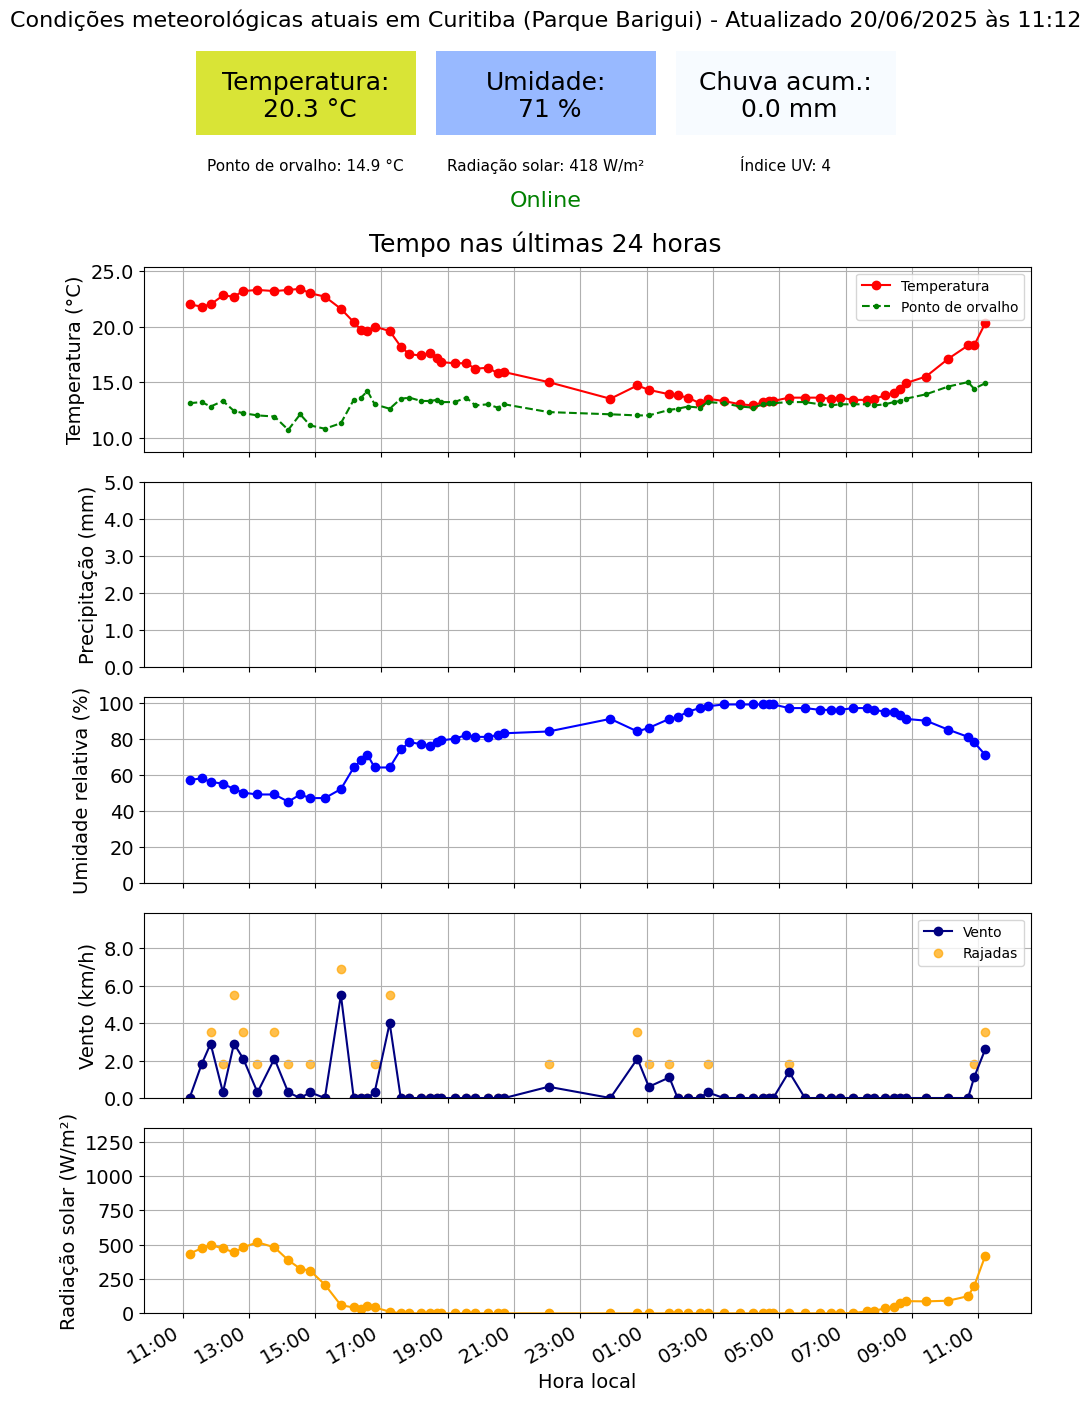 Condições meteorológicas atuais em Curitiba (Parque Barigui) - Atualizado 20/06/2025 às 11:12
Temperatura:
20.3 °C
Umidade:
71 %
Chuva acum.:
0.0 mm
Ponto de orvalho: 14.9 °C
Radiação solar: 418 W/m²
Índice UV: 4
Online
Tempo nas últimas 24 horas
Temperatura (°C)
25.0
20.0
15.0
10.0
Temperatura
Ponto de orvalho
Precipitação (mm)
5.0
4.0
3.0
2.0
1.0
0.0
Umidade relativa (%)
100
80
60
40
20
0
Vento (km/h)
8.0
6.0
4.0
2.0
0.0
Vento
Rajadas
Radiação solar (W/m²)
1250
1000
750
500
250
0
11:00
13:00
15:00
17:00
19:00
21:00
23:00
01:00
03:00
05:00
07:00
09:00
11:00
Hora local